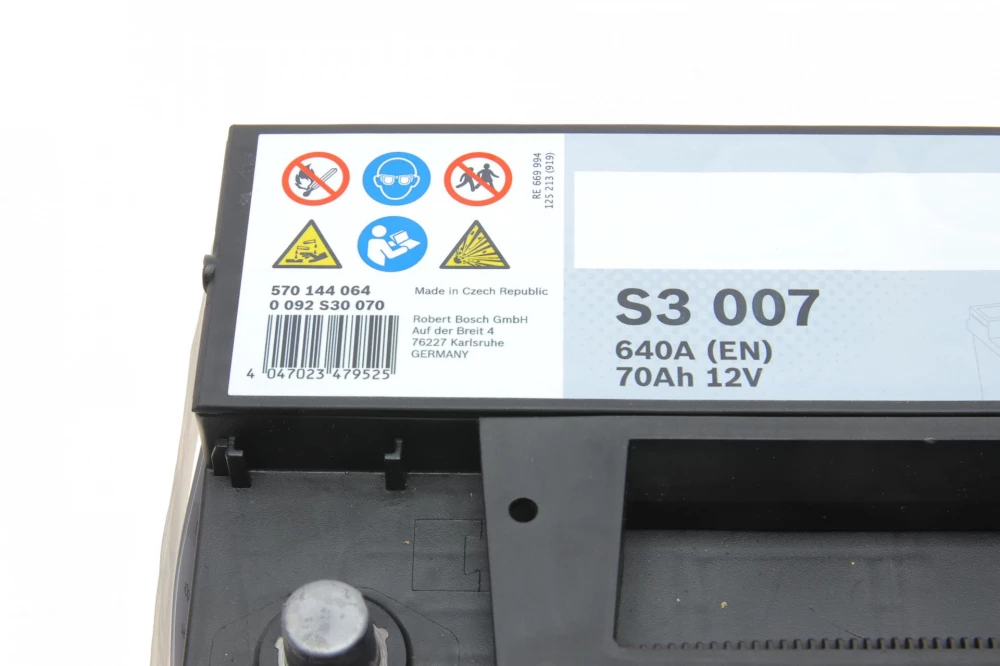 RE 669 994
125 213 (919)
570 144 064
0 092 S30 070
4 047023 479525
Made in Czech Republic
Robert Bosch GmbH
Auf der Breit 4
76227 Karlsruhe
GERMANY
S3 007
640A (EN)
70Ah 12V